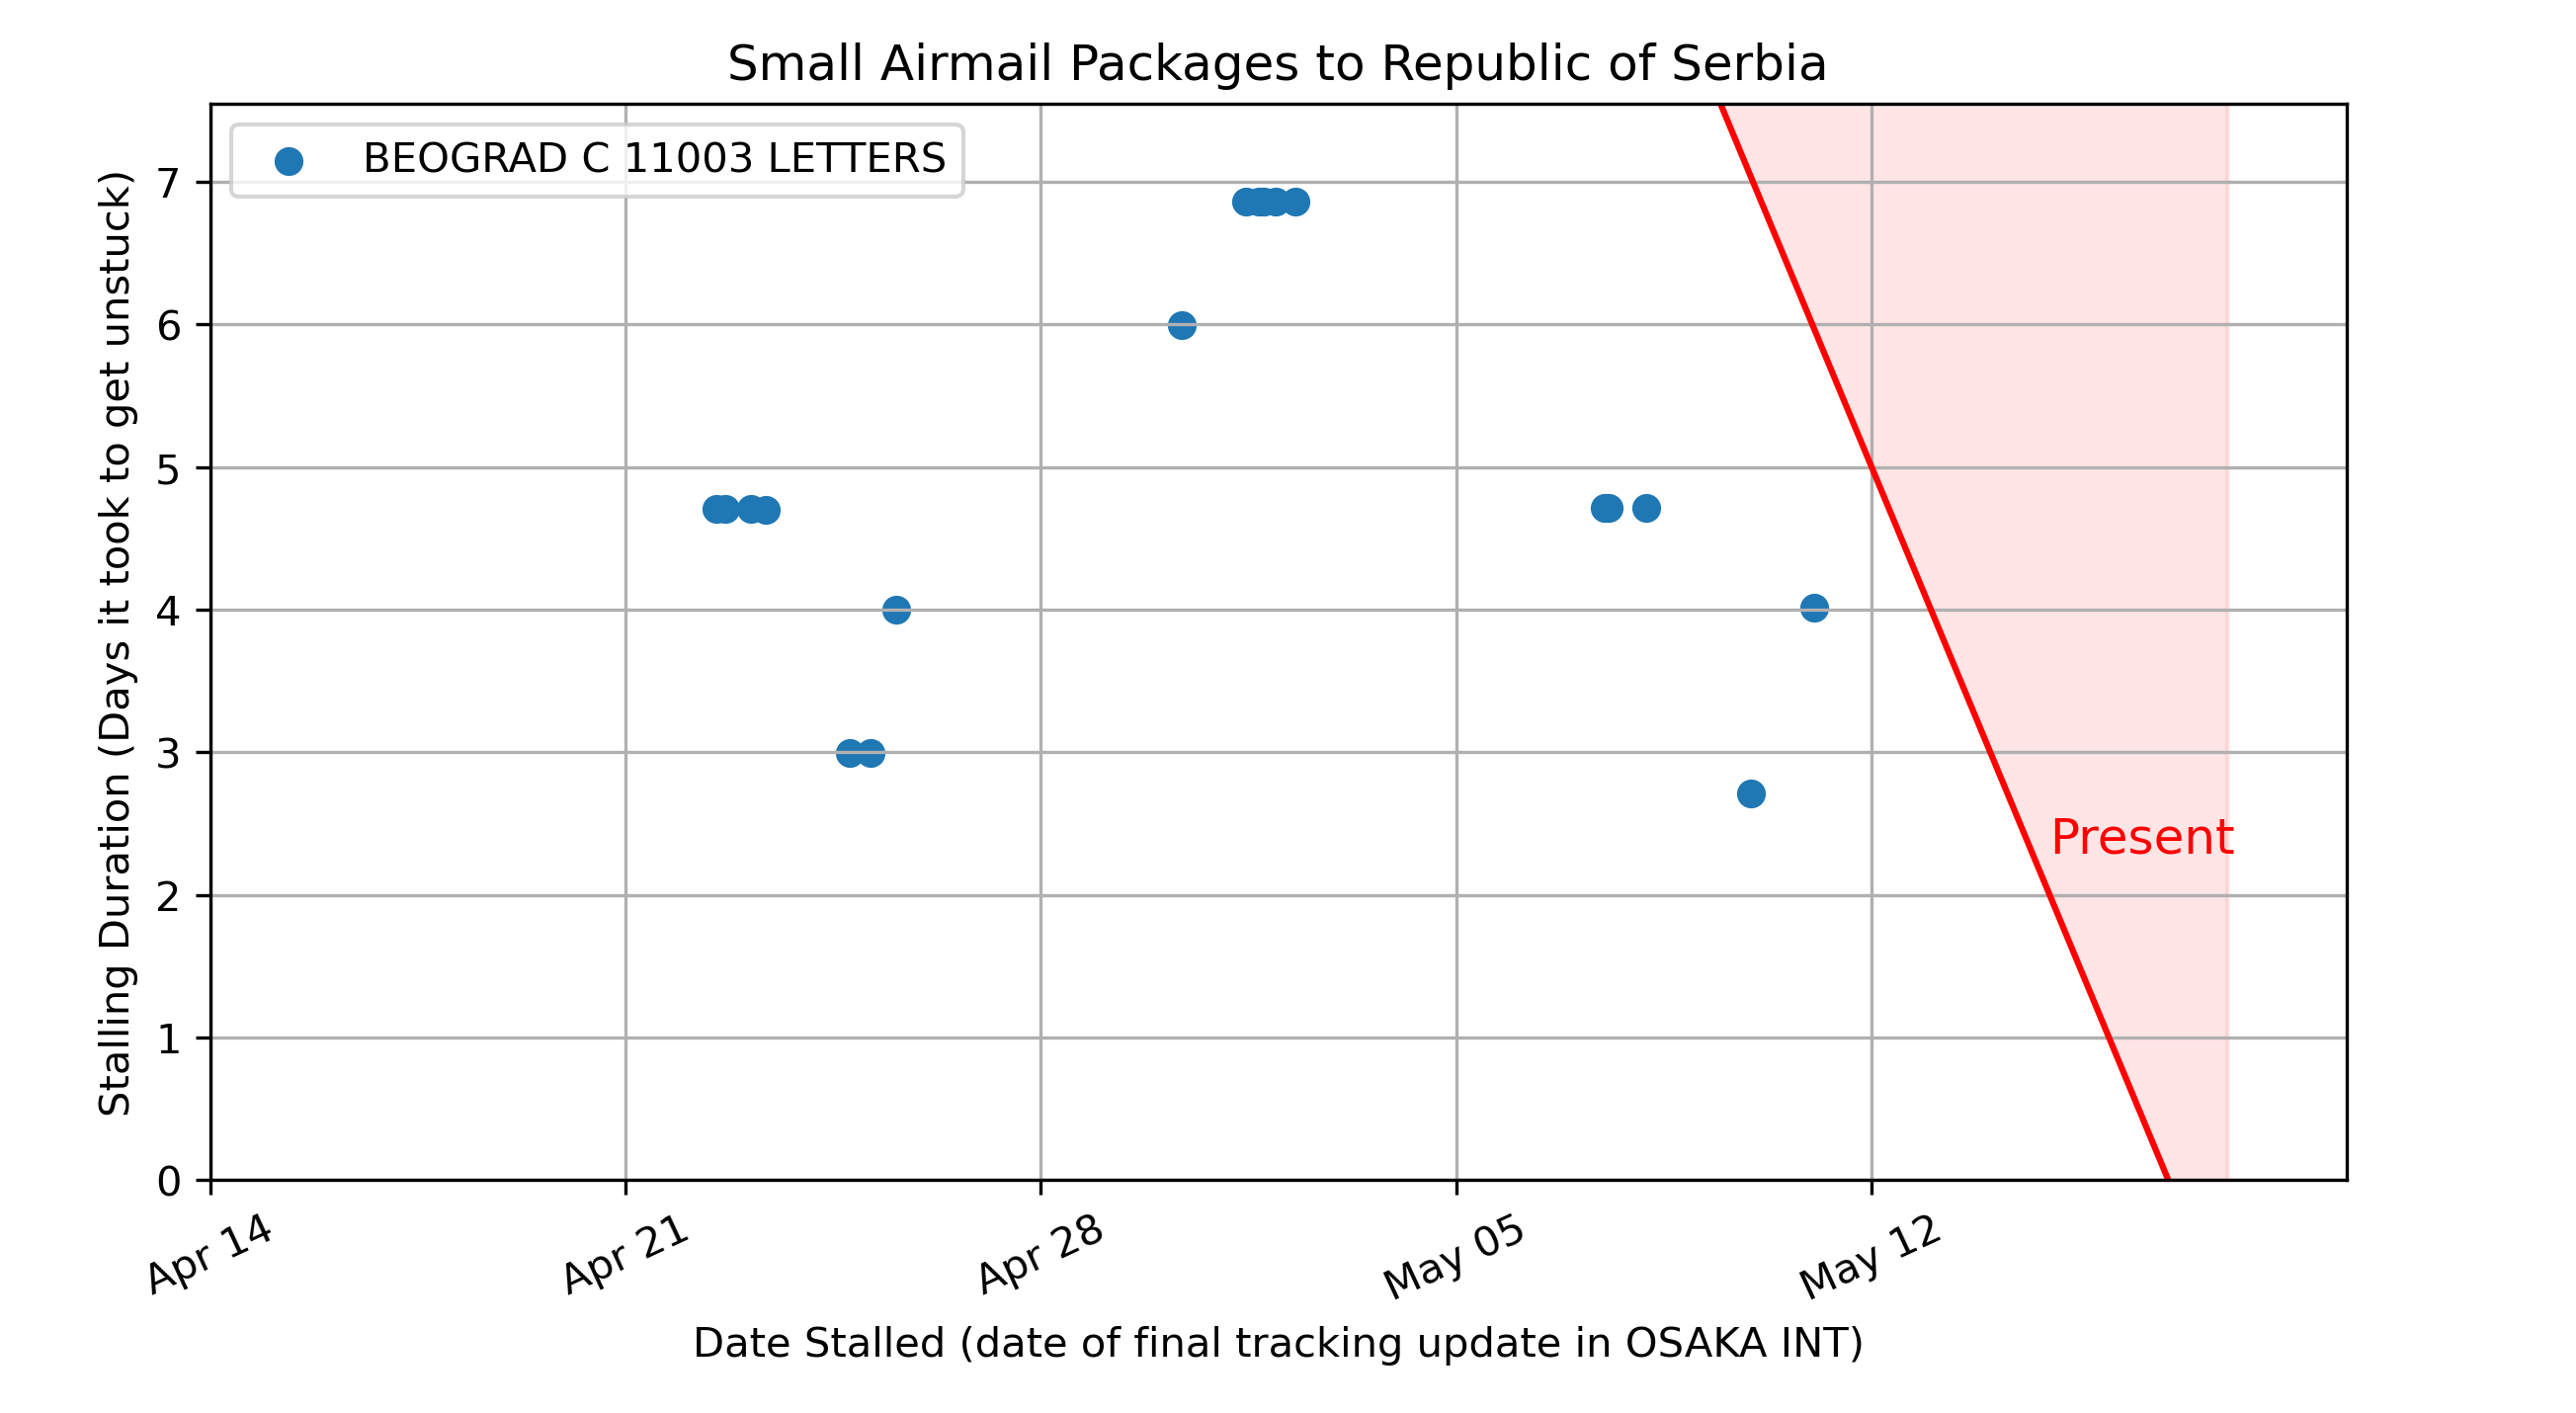 Small Airmail Packages to Republic of Serbia
BEOGRAD C 11003 LETTERS
Stalling Duration (Days it took to get unstuck)
7
6
5
4
3
2
1
0
Present
Apr 14
Apr 21
Apr 28
May 05
May 12
Date Stalled (date of final tracking update in OSAKA INT)